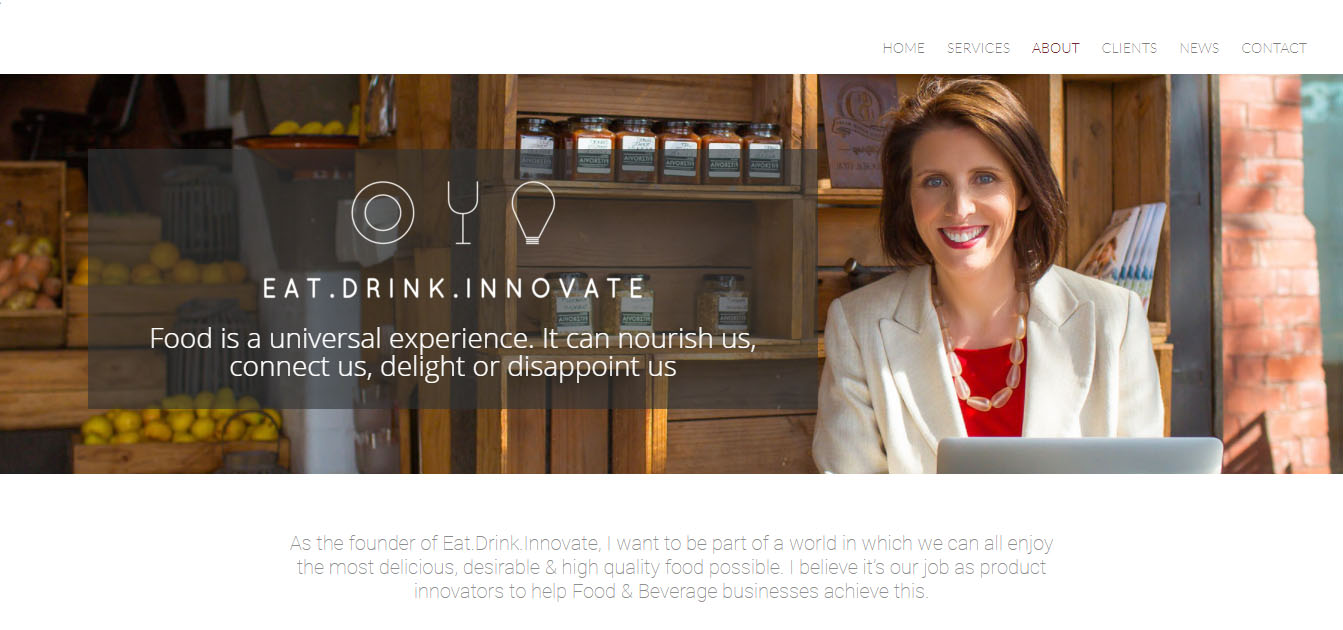 HOME SERVICES ABOUT CLIENTS NEWS CONTACT
EAT.DRINK.INNOVATE
Food is a universal experience. It can nourish us,
connect us, delight or disappoint us
As the founder of Eat.Drink.Innovate, I want to be part of a world in which we can all enjoy
the most delicious, desirable & high quality food possible. I believe it's our job as product
innovators to help Food & Beverage businesses achieve this.